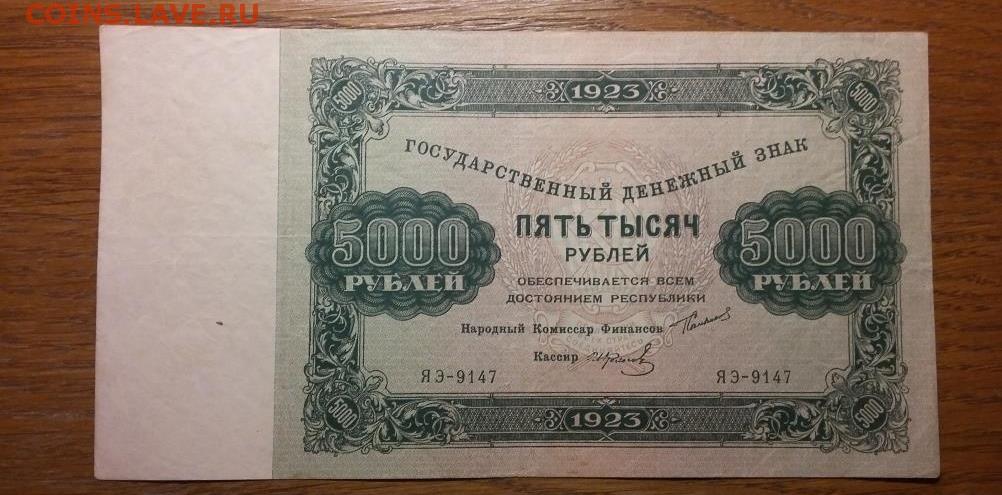 COINS.LAVE.RU
5000 1923 5000
ГОСУДАРСТВЕННЫЙ ДЕНЕЖНЫЙ ЗНАК
ПЯТЬ ТЫСЯЧ
РУБЛЕЙ
5000 РУБЛЕЙ
5000 РУБЛЕЙ
ОБЕСПЕЧИВАЕТСЯ ВСЕМ
ДОСТОЯНИЕМ РЕСПУБЛИКИ
Народный Комиссар Финансов
Кассир
ЯЭ-9147 ЯЭ-9147
5000 1923 5000